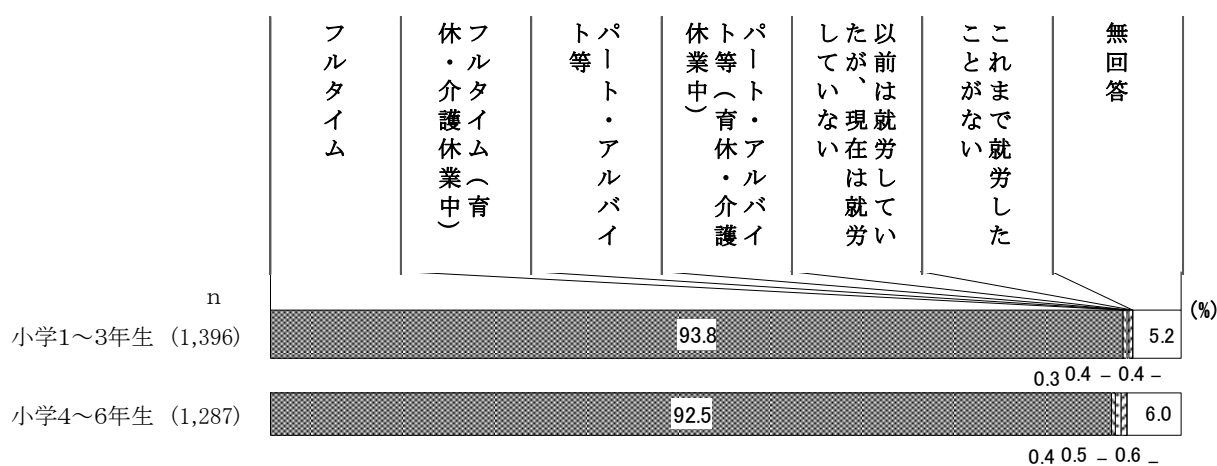 フルタイム
フルタイム（育
休・介護休業中）
パート・アルバイ
ト等
パート・アルバイ
ト等（育休・介護
休業中）
以前は就労してい
たが、現在は就労
していない
これまで就労した
ことがない
無回答
n
(%)
小学1～3年生 (1,396)
93.8
5.2
0.3 0.4 – 0.4 –
小学4～6年生 (1,287)
92.5
6.0
0.4 0.5 – 0.6 –